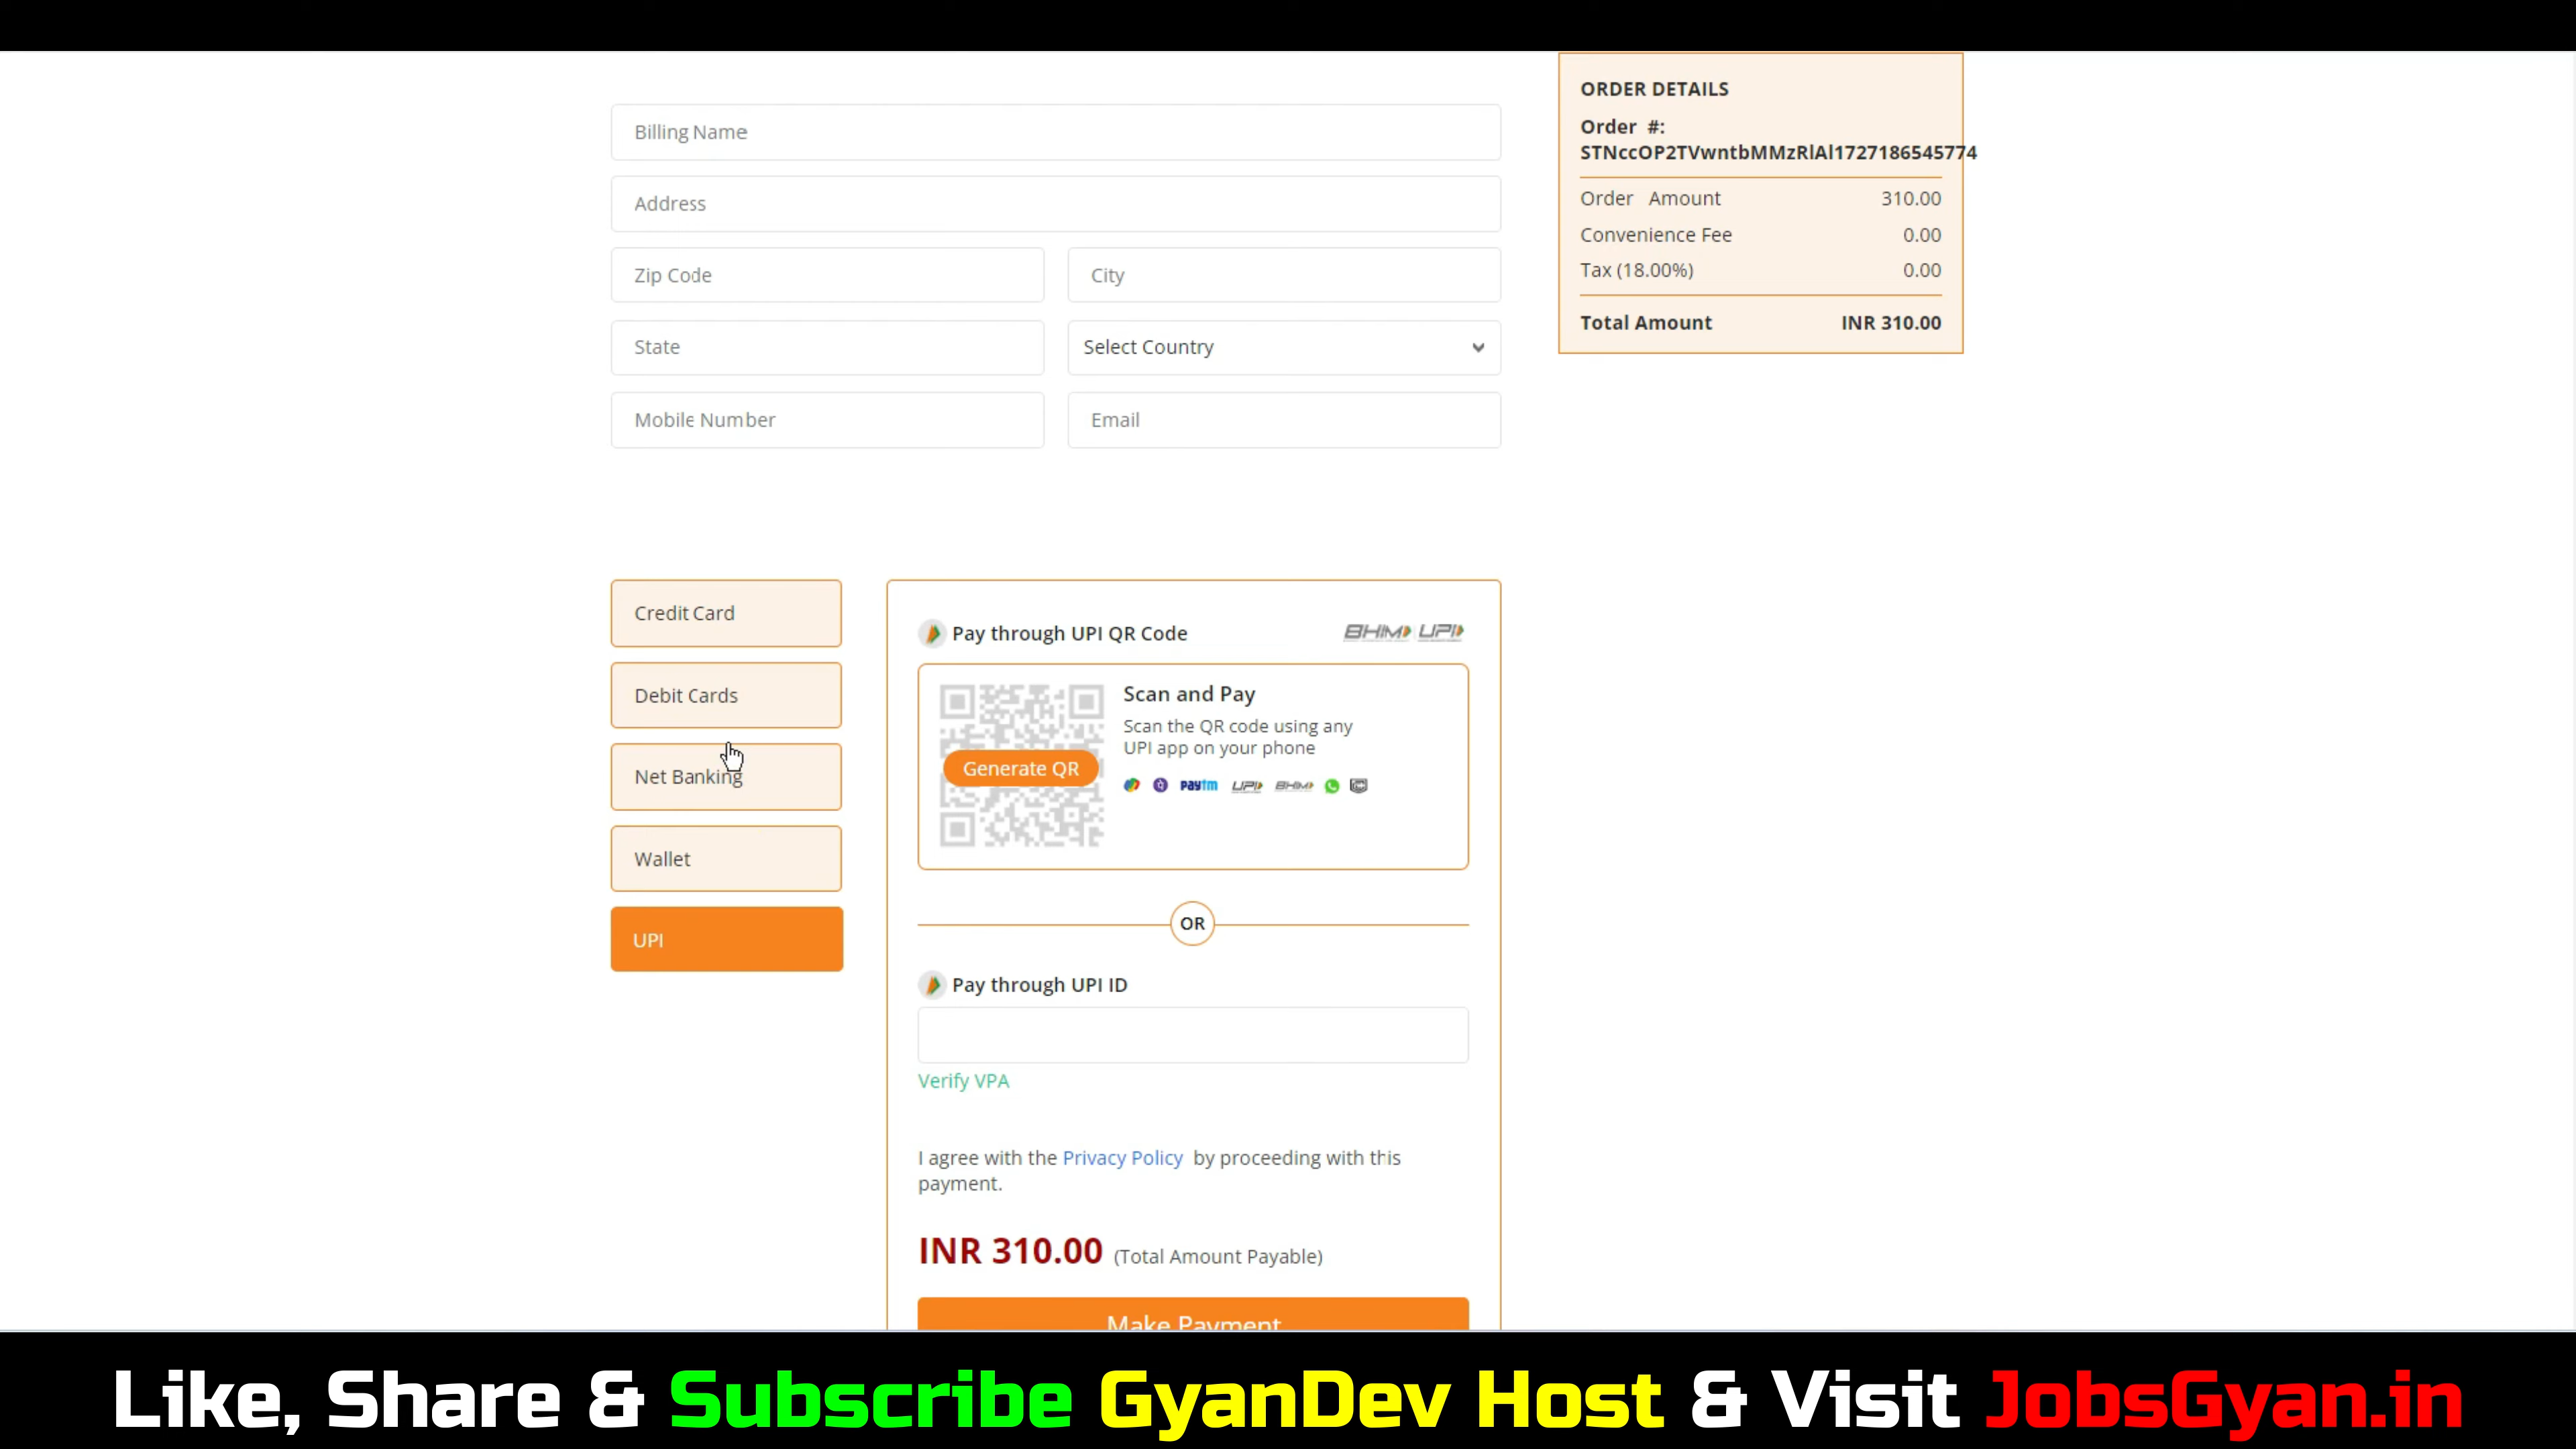 Billing Name
Address
Zip Code
City
State
Select Country
Mobile Number
Email
ORDER DETAILS
Order #:
STNccOP2TVwntbMMzRlAl1727186545774
Order Amount 310.00
Convenience Fee 0.00
Tax (18.00%) 0.00
Total Amount INR 310.00
Credit Card
Debit Cards
Net Banking
Wallet
UPI
Pay through UPI QR Code
BHIM UPI
Generate QR
Scan and Pay
Scan the QR code using any
UPI app on your phone
Paytm UPI BHIM
OR
Pay through UPI ID
Verify VPA
I agree with the Privacy Policy by proceeding with this
payment.
INR 310.00 (Total Amount Payable)
Make Payment
Like, Share & Subscribe GyanDev Host & Visit JobsGyan.in